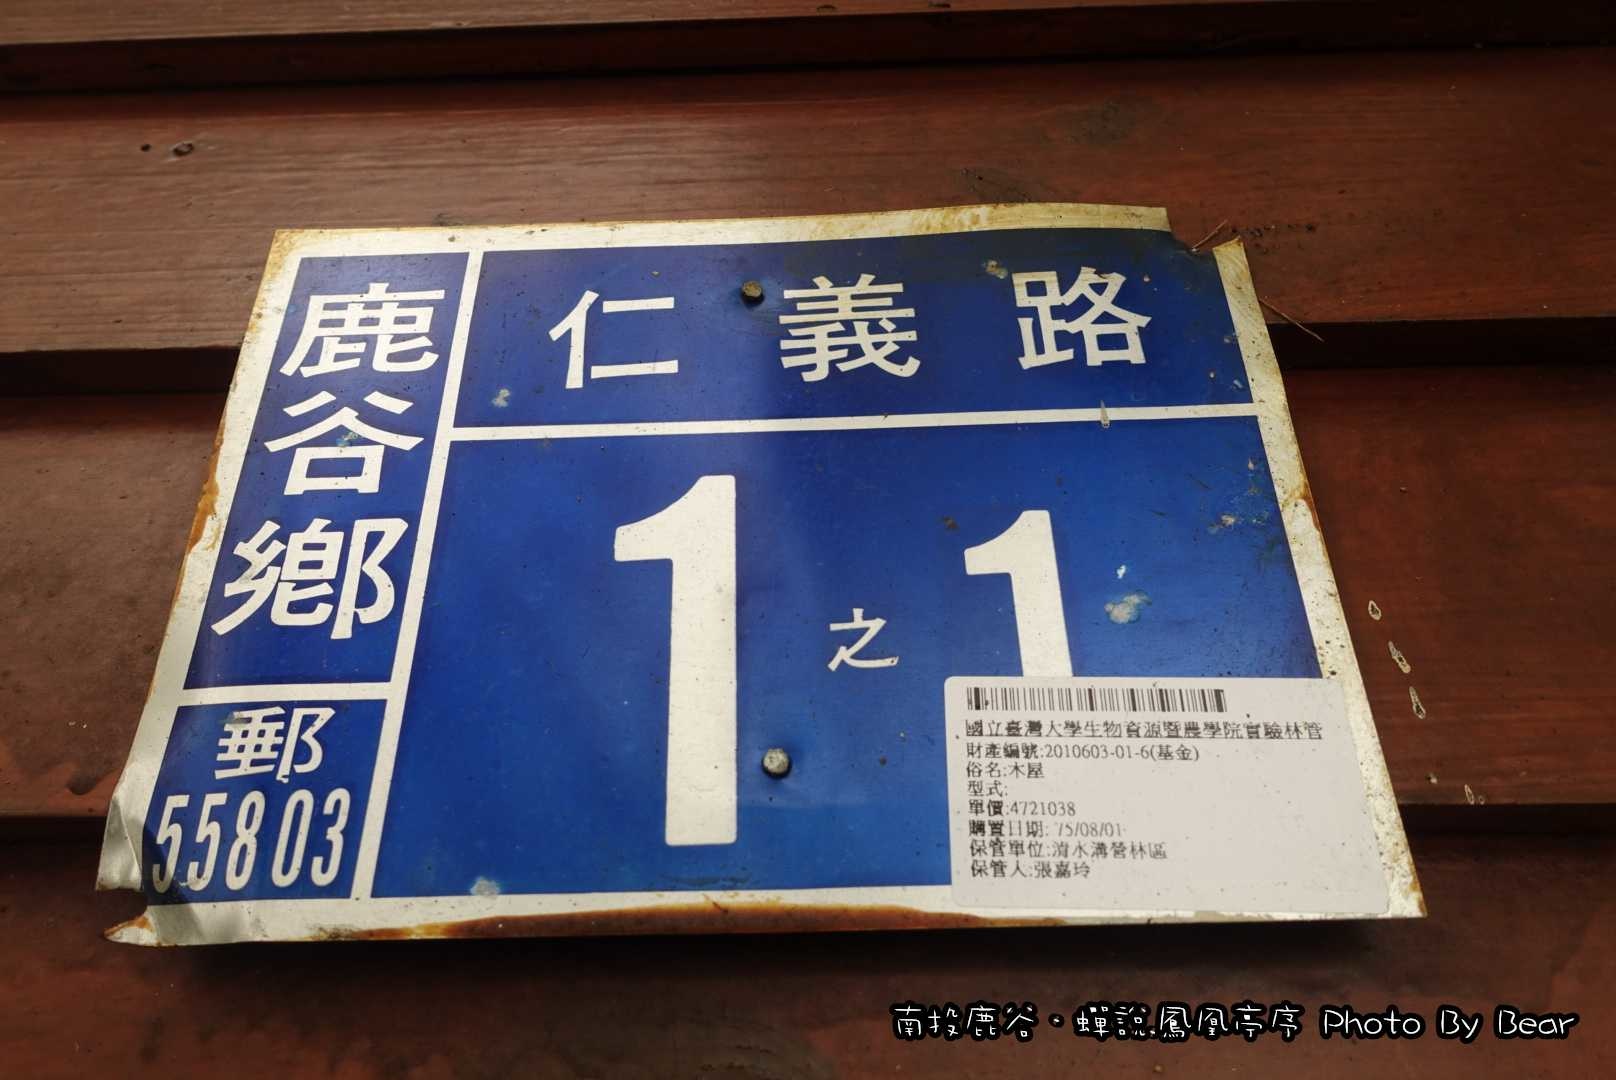 鹿谷鄉
郵
55803
仁義路
1之1
國立臺灣大學生物資源暨農學院實驗林管
財產編號:2010603-01-6(基金)
俗名:木屋
型式:
單價:4721038
購置日期: 75/08/01
保管單位:清水溝營林區
保管人:張嘉玲
南投鹿谷·蟬說.鳳凰亭序 Photo By Bear